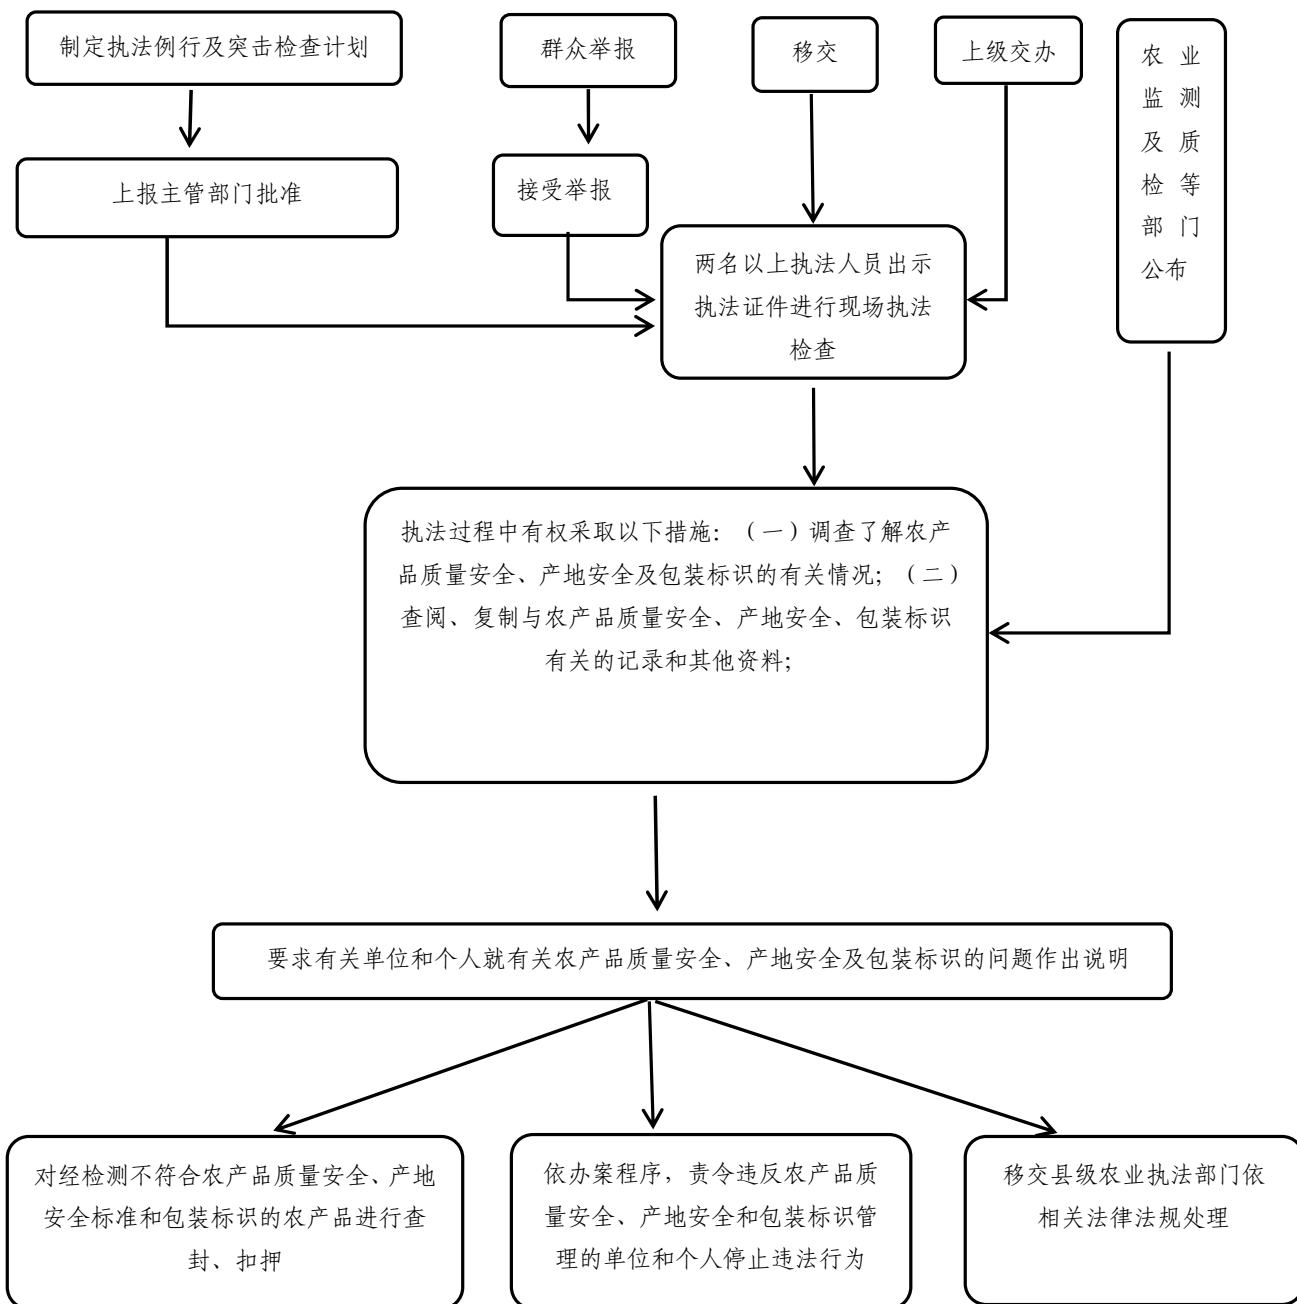 制定执法例行及突击检查计划
群众举报
移交
上级交办
农业
监测
及质
检等
部门
公布
上报主管部门批准
接受举报
两名以上执法人员出示
执法证件进行现场执法
检查
执法过程中有权采取以下措施：（一）调查了解农产
品质量安全、产地安全及包装标识的有关情况；（二）
查阅、复制与农产品质量安全、产地安全、包装标识
有关的记录和其他资料；
要求有关单位和个人就有关农产品质量安全、产地安全及包装标识的问题作出说明
对经检测不符合农产品质量安全、产地
安全标准和包装标识的农产品进行查
封、扣押
依办案程序，责令违反农产品质
量安全、产地安全和包装标识管
理的单位和个人停止违法行为
移交县级农业执法部门依
相关法律法规处理